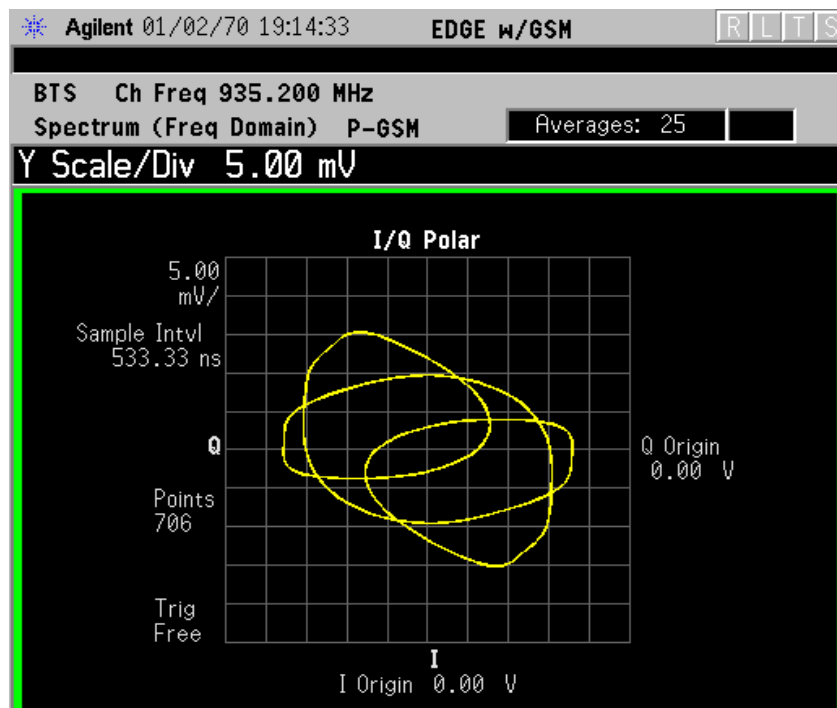 Agilent 01/02/70 19:14:33 EDGE w/GSM R L T S
BTS Ch Freq 935.200 MHz
Spectrum (Freq Domain) P-GSM Averages: 25
Y Scale/Div 5.00 mV
I/Q Polar
5.00
mV/
Sample Intvl
533.33 ns
Q
Q Origin
0.00 V
Points
706
Trig
Free
I
I Origin 0.00 V